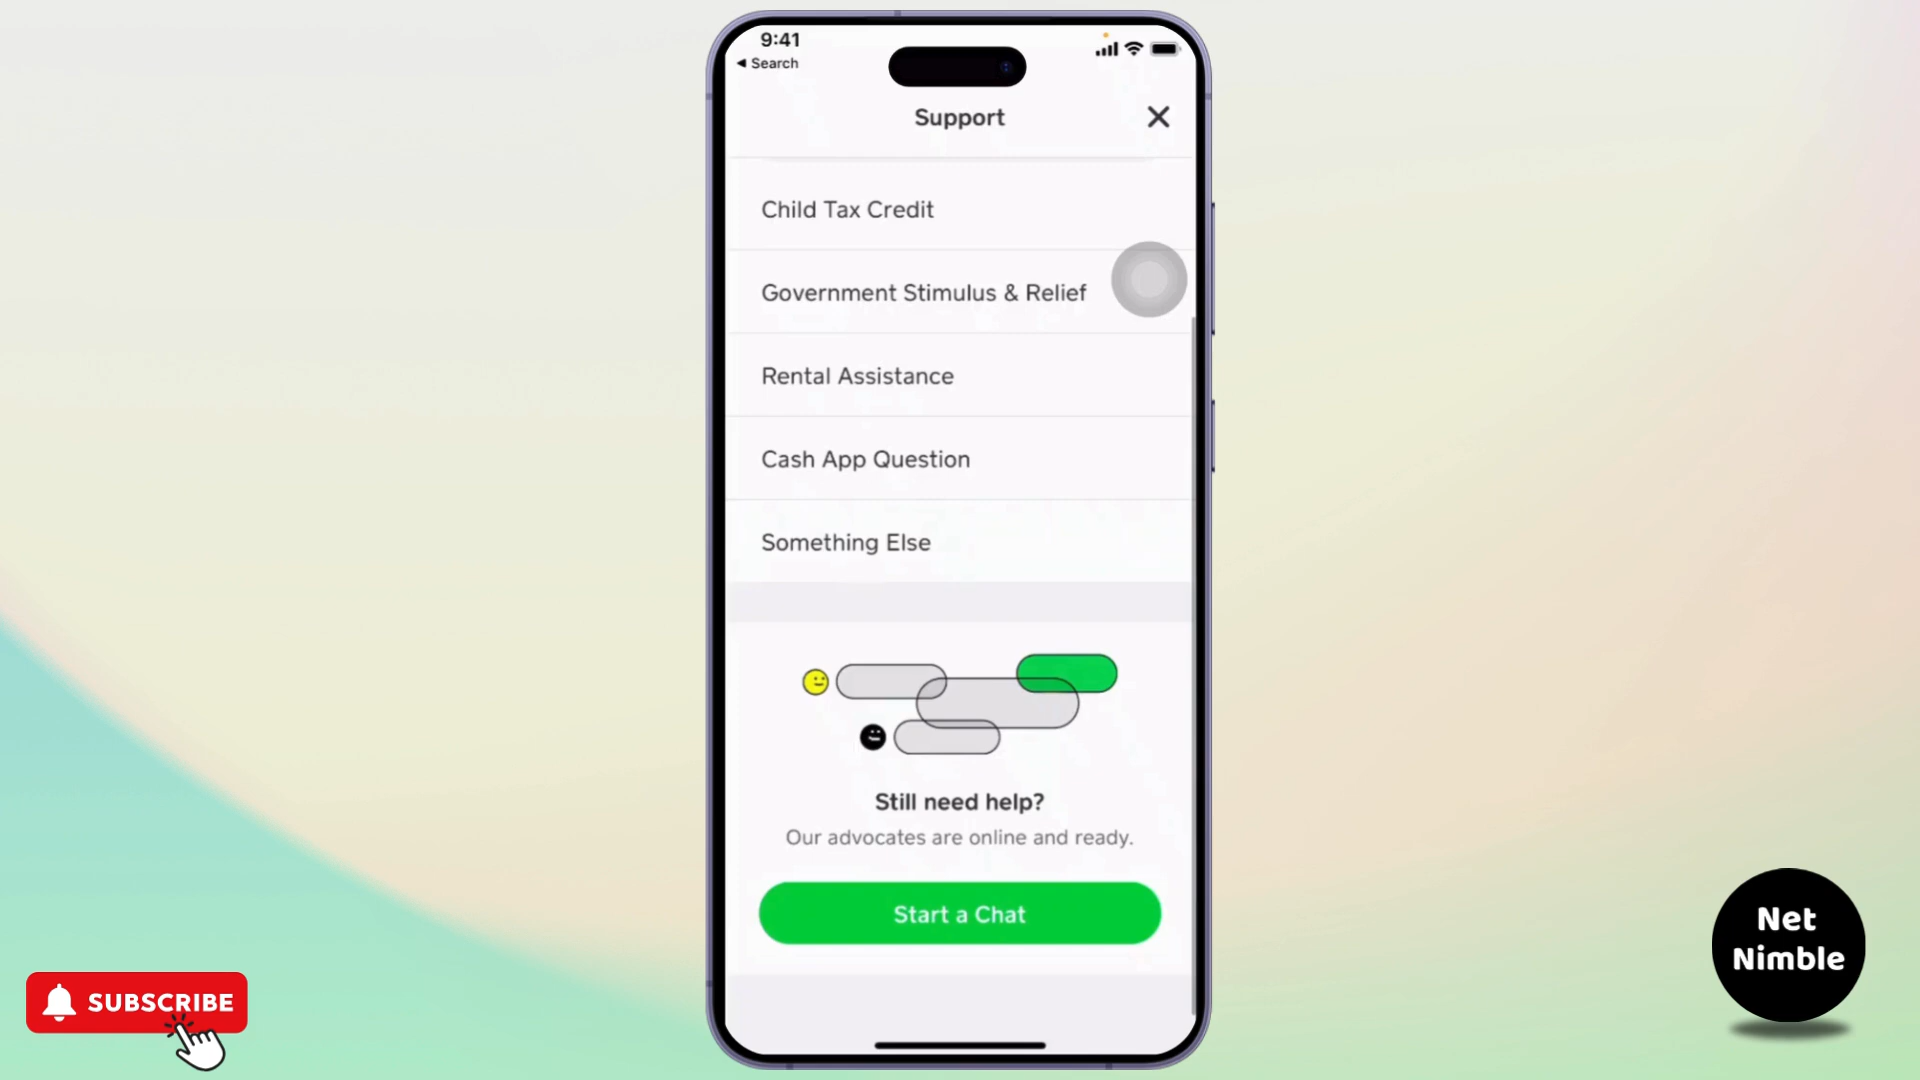 9:41
Search
Support
Child Tax Credit
Government Stimulus & Relief
Rental Assistance
Cash App Question
Something Else
Still need help?
Our advocates are online and ready.
Start a Chat
SUBSCRIBE
Net
Nimble